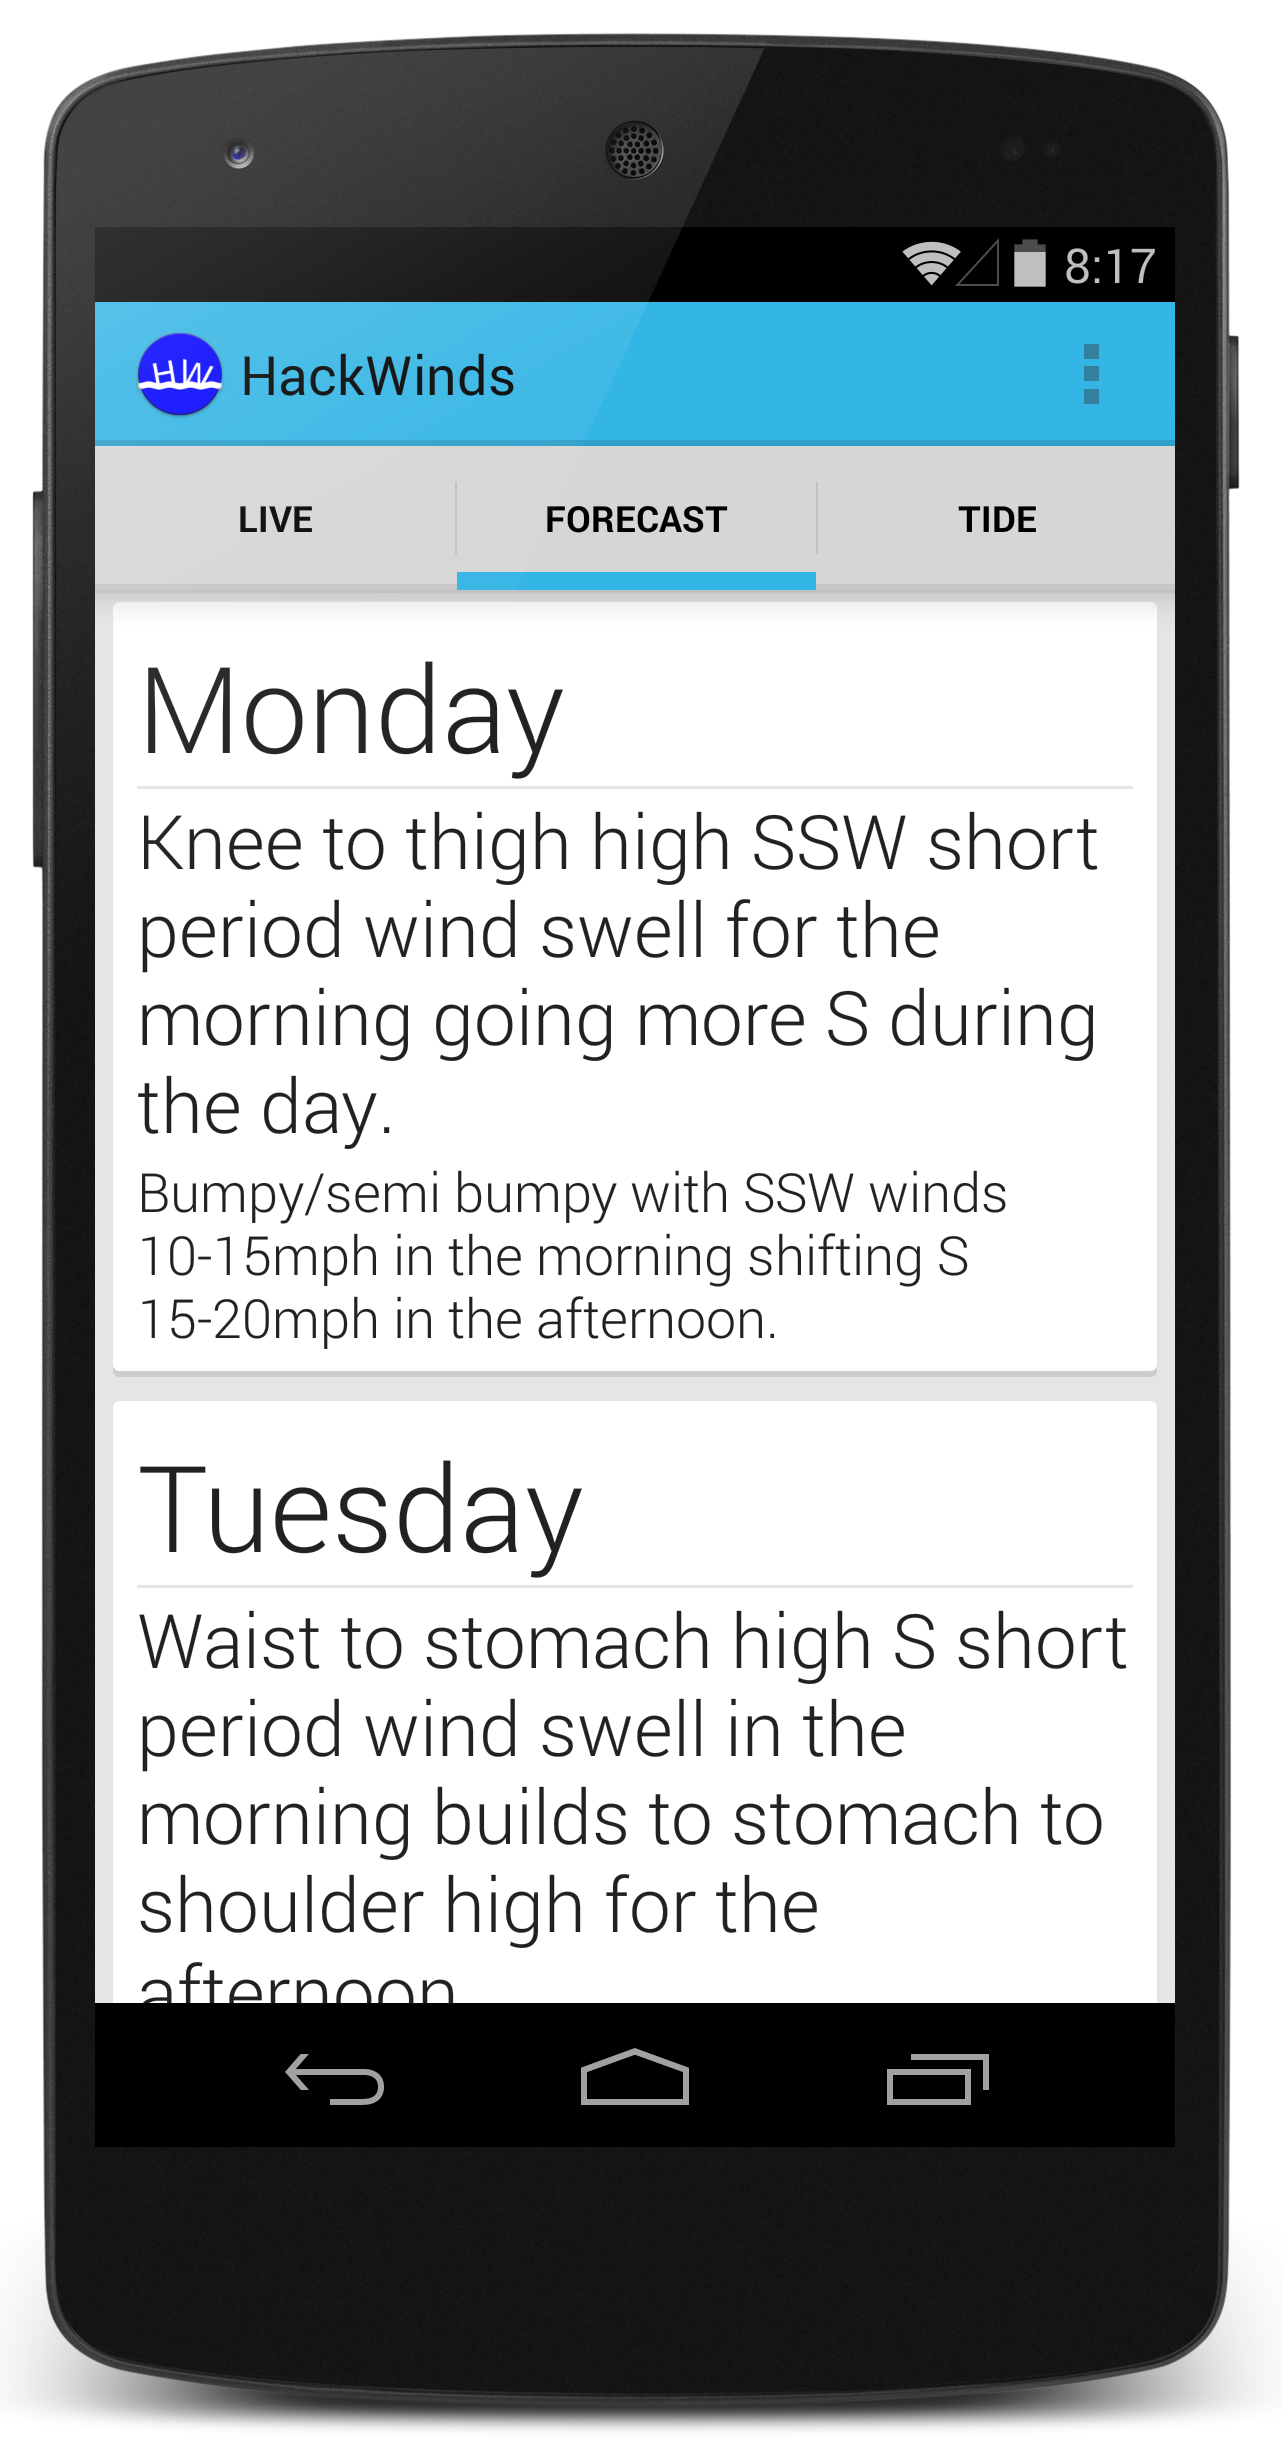 8:17
HW
HackWinds
LIVE
FORECAST
TIDE
Monday
Knee to thigh high SSW short
period wind swell for the
morning going more S during
the day.
Bumpy/semi bumpy with SSW winds
10-15mph in the morning shifting S
15-20mph in the afternoon.
Tuesday
Waist to stomach high S short
period wind swell in the
morning builds to stomach to
shoulder high for the
afternoon